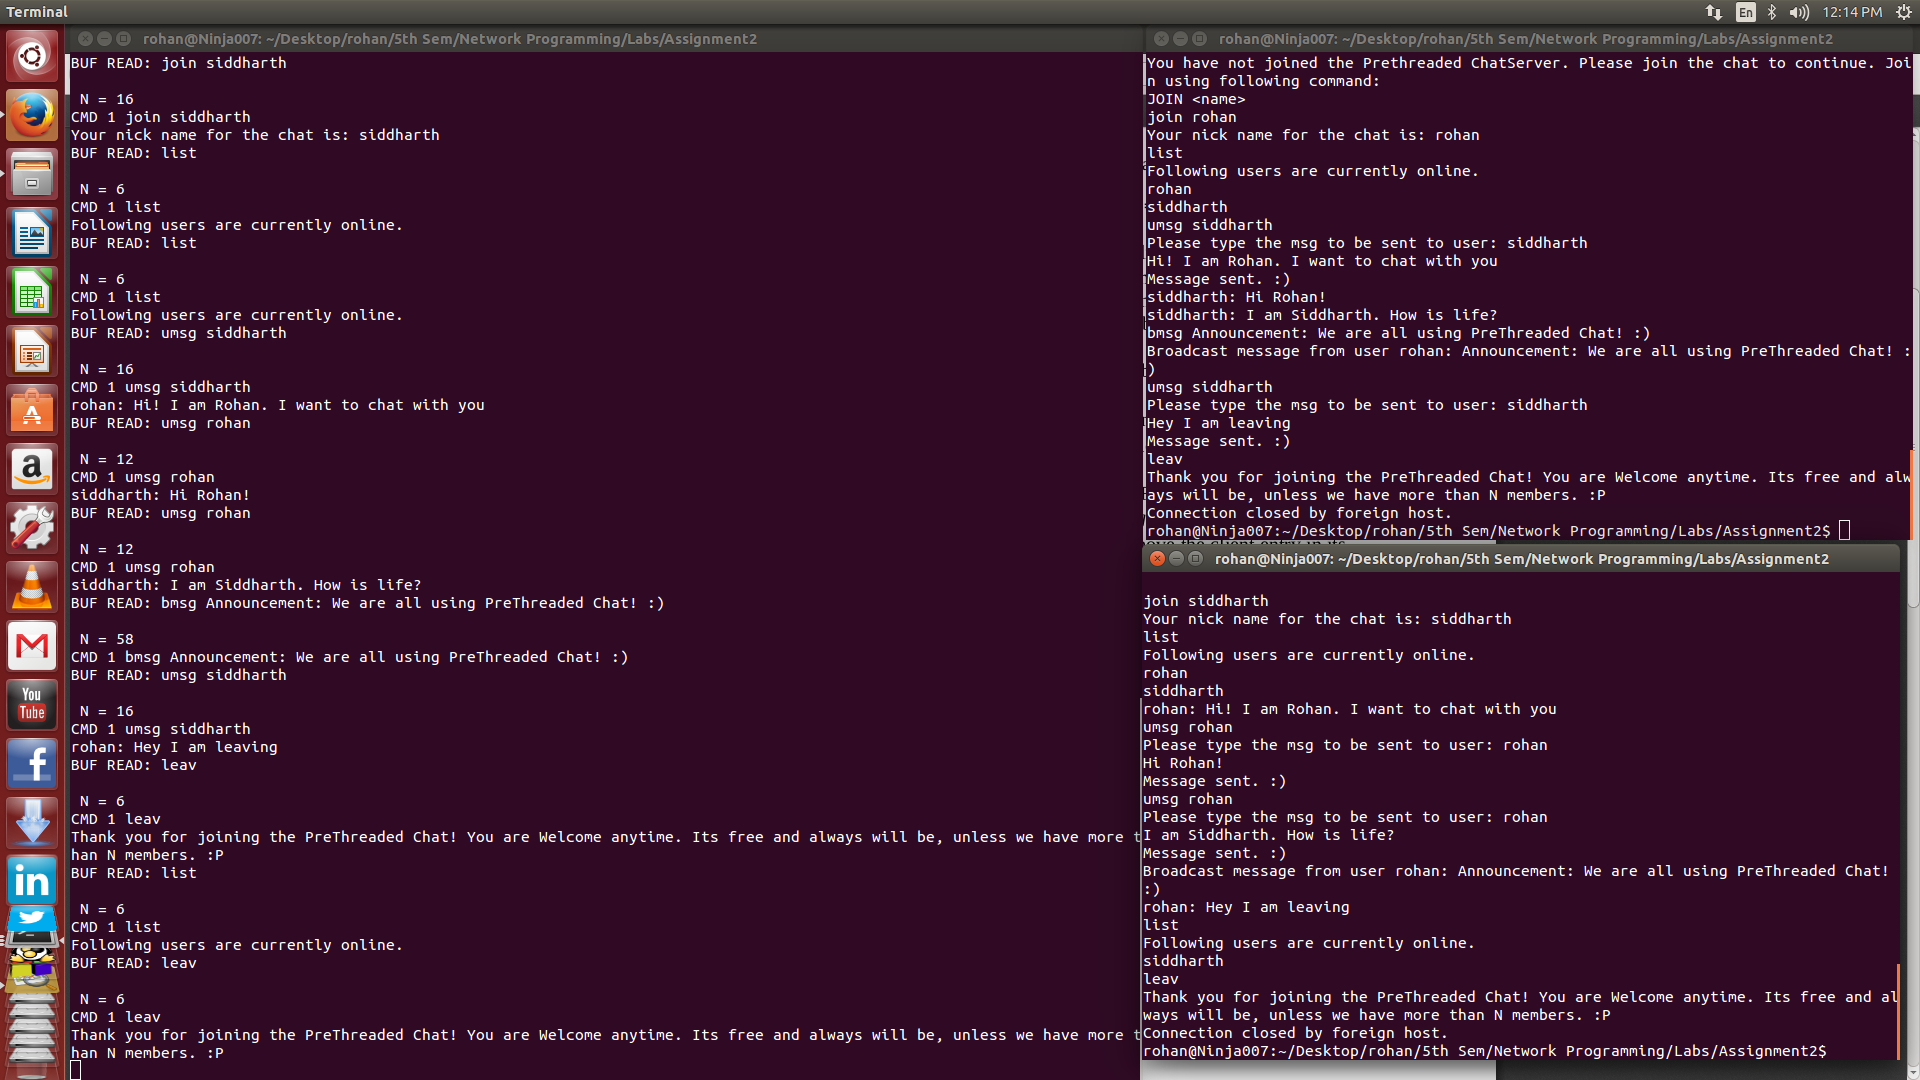 Terminal
En
12:14 PM
rohan@Ninja007: ~/Desktop/rohan/5th Sem/Network Programming/Labs/Assignment2
BUF READ: join siddharth
N = 16
CMD 1 join siddharth
Your nick name for the chat is: siddharth
BUF READ: list
N = 6
CMD 1 list
Following users are currently online.
BUF READ: list
N = 6
CMD 1 list
Following users are currently online.
BUF READ: umsg siddharth
N = 16
CMD 1 umsg siddharth
rohan: Hi! I am Rohan. I want to chat with you
BUF READ: umsg rohan
N = 12
CMD 1 umsg rohan
siddharth: Hi Rohan!
BUF READ: umsg rohan
N = 12
CMD 1 umsg rohan
siddharth: I am Siddharth. How is life?
BUF READ: bmsg Announcement: We are all using PreThreaded Chat! :)
N = 58
CMD 1 bmsg Announcement: We are all using PreThreaded Chat! :)
BUF READ: umsg siddharth
N = 16
CMD 1 umsg siddharth
rohan: Hey I am leaving
BUF READ: leav
N = 6
CMD 1 leav
Thank you for joining the PreThreaded Chat! You are Welcome anytime. Its free and always will be, unless we have more t
han N members. :P
BUF READ: list
N = 6
CMD 1 list
Following users are currently online.
BUF READ: leav
N = 6
CMD 1 leav
Thank you for joining the PreThreaded Chat! You are Welcome anytime. Its free and always will be, unless we have more t
han N members. :P
rohan@Ninja007: ~/Desktop/rohan/5th Sem/Network Programming/Labs/Assignment2
You have not joined the Prethreaded ChatServer. Please join the chat to continue. Joi
n using following command:
JOIN <name>
join rohan
Your nick name for the chat is: rohan
list
Following users are currently online.
rohan
siddharth
umsg siddharth
Please type the msg to be sent to user: siddharth
Hi! I am Rohan. I want to chat with you
Message sent. :)
siddharth: Hi Rohan!
siddharth: I am Siddharth. How is life?
bmsg Announcement: We are all using PreThreaded Chat! :)
Broadcast message from user rohan: Announcement: We are all using PreThreaded Chat! :
)
umsg siddharth
Please type the msg to be sent to user: siddharth
Hey I am leaving
Message sent. :)
leav
Thank you for joining the PreThreaded Chat! You are Welcome anytime. Its free and alw
ays will be, unless we have more than N members. :P
Connection closed by foreign host.
rohan@Ninja007:~/Desktop/rohan/5th Sem/Network Programming/Labs/Assignment2$
rohan@Ninja007: ~/Desktop/rohan/5th Sem/Network Programming/Labs/Assignment2
join siddharth
Your nick name for the chat is: siddharth
list
Following users are currently online.
rohan
siddharth
rohan: Hi! I am Rohan. I want to chat with you
umsg rohan
Please type the msg to be sent to user: rohan
Hi Rohan!
Message sent. :)
umsg rohan
Please type the msg to be sent to user: rohan
I am Siddharth. How is life?
Message sent. :)
Broadcast message from user rohan: Announcement: We are all using PreThreaded Chat!
:)
rohan: Hey I am leaving
list
Following users are currently online.
siddharth
leav
Thank you for joining the PreThreaded Chat! You are Welcome anytime. Its free and al
ways will be, unless we have more than N members. :P
Connection closed by foreign host.
rohan@Ninja007:~/Desktop/rohan/5th Sem/Network Programming/Labs/Assignment2$
a
You
Tube
f
in